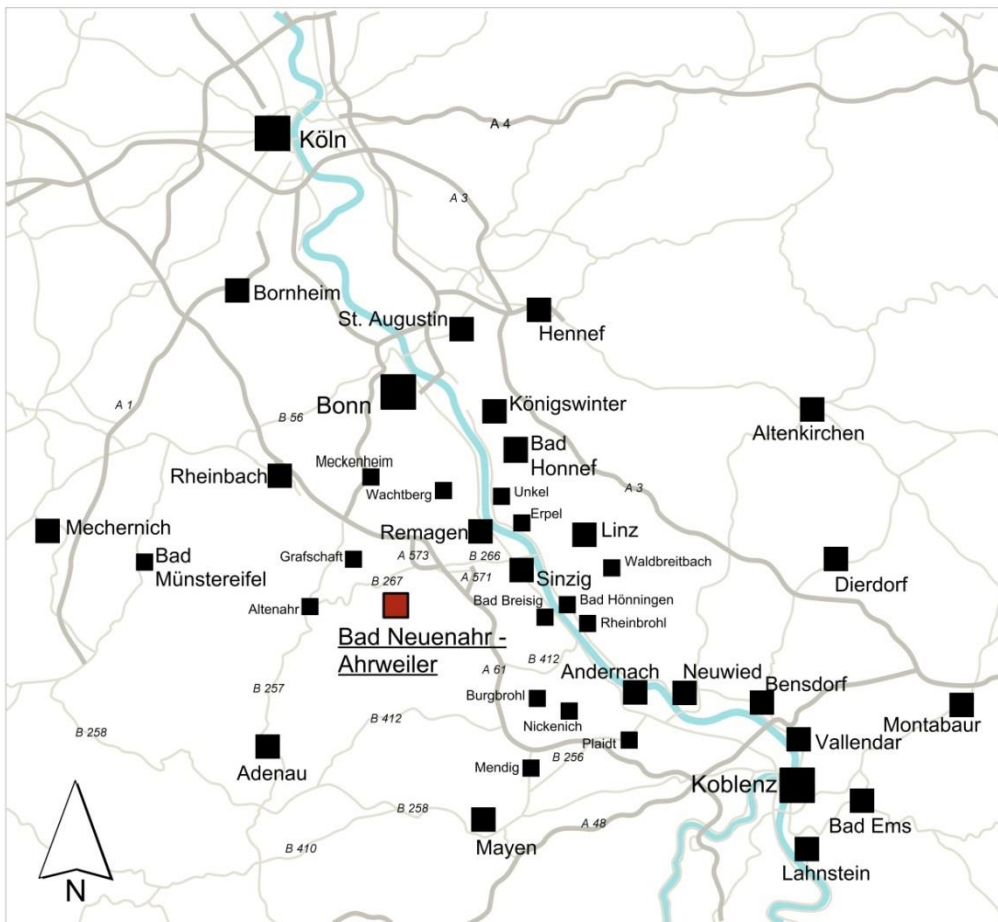 A 4
Köln
A 3
Bornheim
St. Augustin
Hennef
A 1
Bonn
B 56
Königswinter
Altenkirchen
Bad
Honnef
Meckenheim
Rheinbach
Wachtberg
Unkel
A 3
Erpel
Mechernich
Remagen
Linz
Bad
Münstereifel
Grafschaft
A 573
B 266
Waldbreitbach
Sinzig
Dierdorf
B 267
A 571
Altenahr
Bad Breisig
Bad Hönningen
Rheinbrohl
Bad Neuenahr -
Ahrweiler
B 412
A 61
Andernach
Neuwied
Bensdorf
B 257
Burgbrohl
Nickenich
Montabaur
B 258
B 412
Plaidt
Vallendar
Adenau
B 256
Mendig
Koblenz
B 258
A 48
Bad Ems
Mayen
B 410
Lahnstein
N